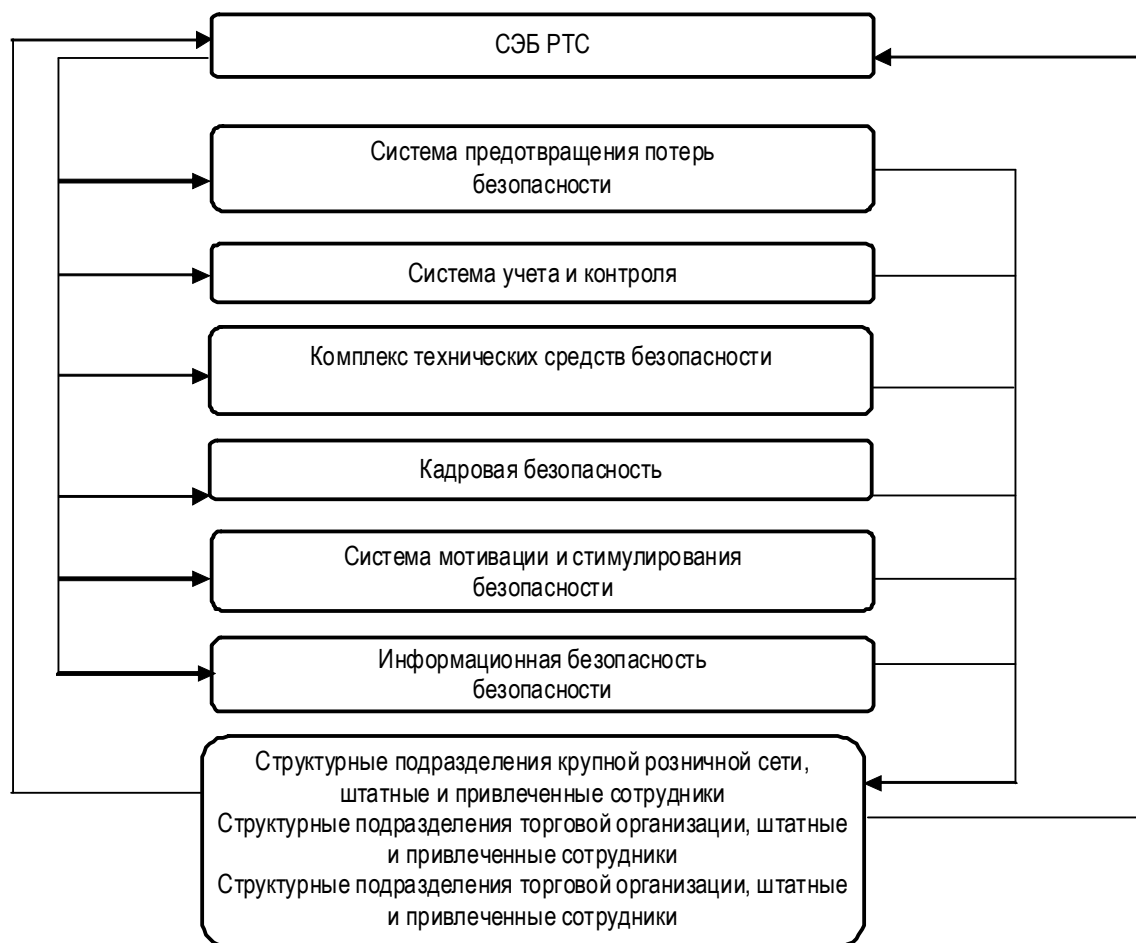 СЭБ РТС
Система предотвращения потерь
безопасности
Система учета и контроля
Комплекс технических средств безопасности
Кадровая безопасность
Система мотивации и стимулирования
безопасности
Информационная безопасность
безопасности
Структурные подразделения крупной розничной сети,
штатные и привлеченные сотрудники
Структурные подразделения торговой организации, штатные
и привлеченные сотрудники
Структурные подразделения торговой организации, штатные
и привлеченные сотрудники